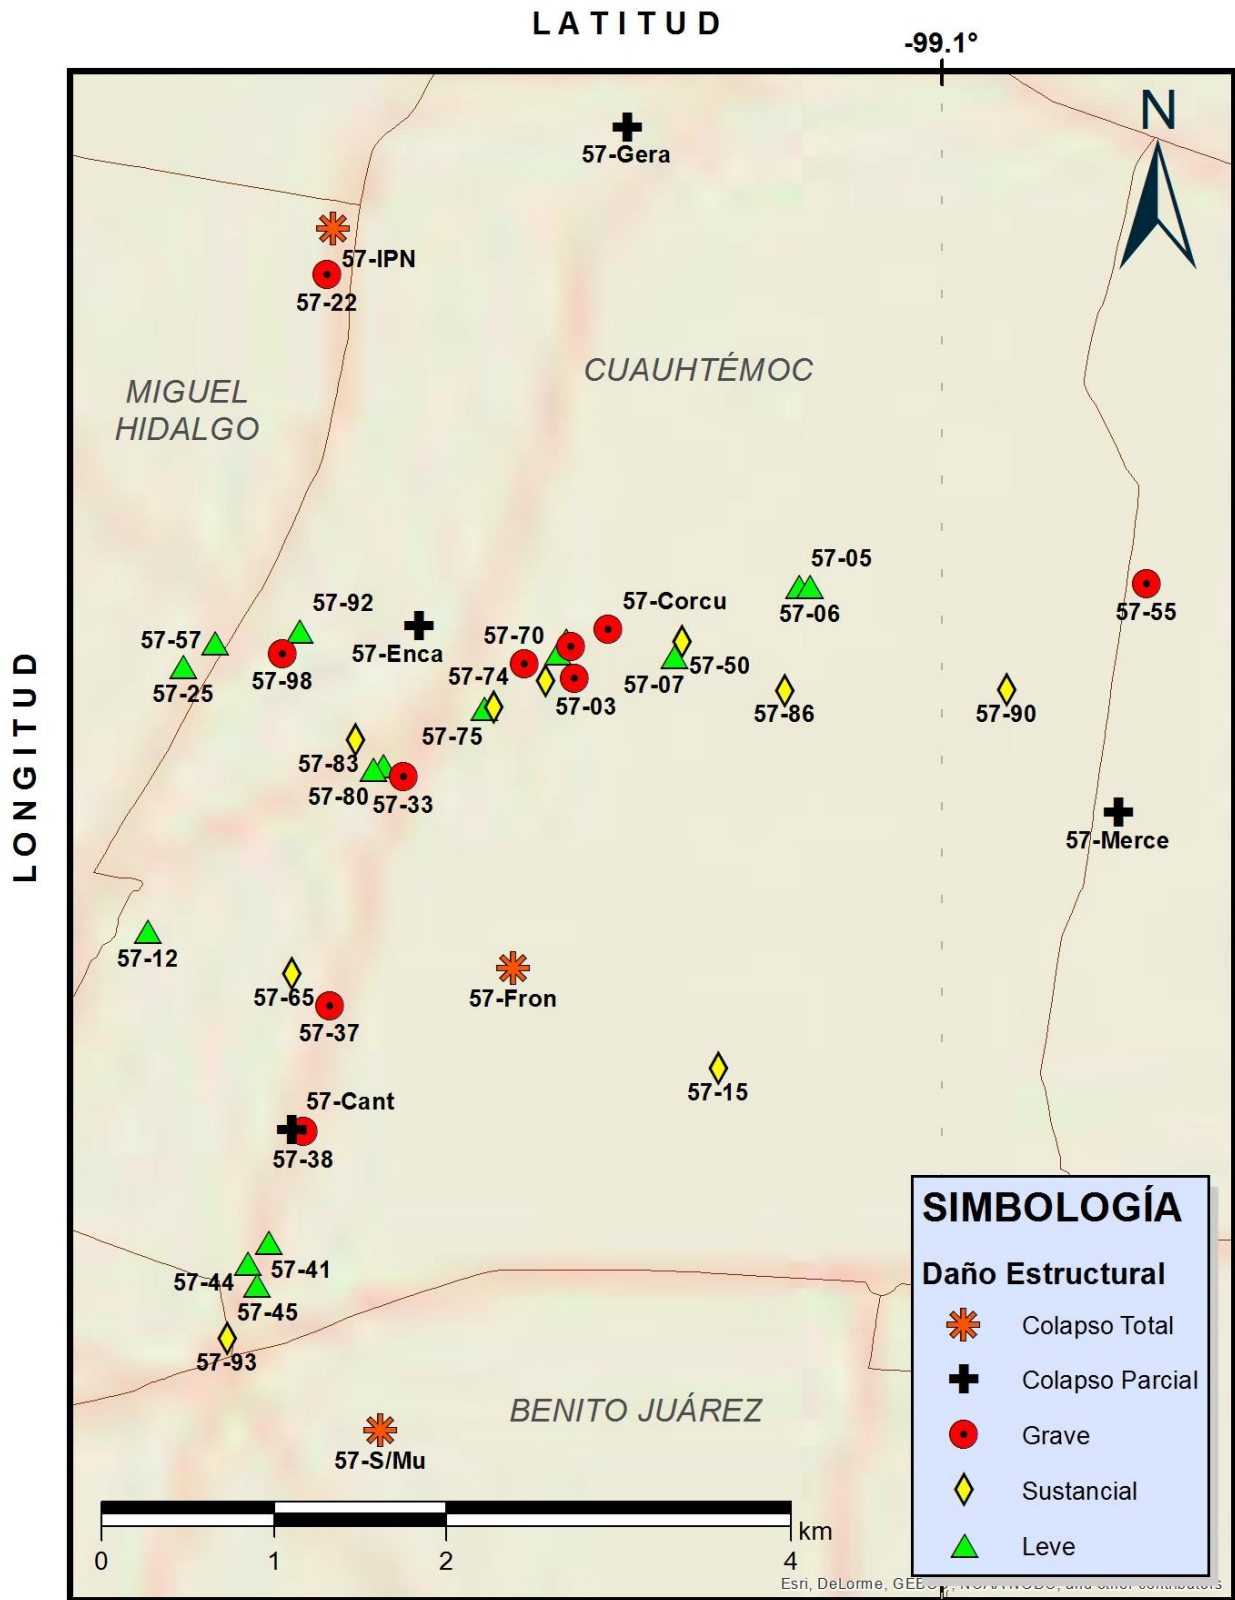 LATITUD
-99.1°
N
57-Gera
57-IPN
57-22
CUAUHTÉMOC
MIGUEL
HIDALGO
57-05
57-06
57-55
57-92
57-Corcu
57-57
57-70
57-Enca
57-25
57-98
57-74
57-07
57-50
57-03
57-86
57-90
57-75
57-83
57-80
57-33
LONGITUD
57-Merce
57-12
57-65
57-37
57-Fron
57-15
57-Cant
57-38
57-41
57-44
57-45
57-93
BENITO JUÁREZ
57-S/Mu
km
0 1 2 4
SIMBOLOGÍA
Daño Estructural
Colapso Total
Colapso Parcial
Grave
Sustancial
Leve
Esri, DeLorme, and other contributors